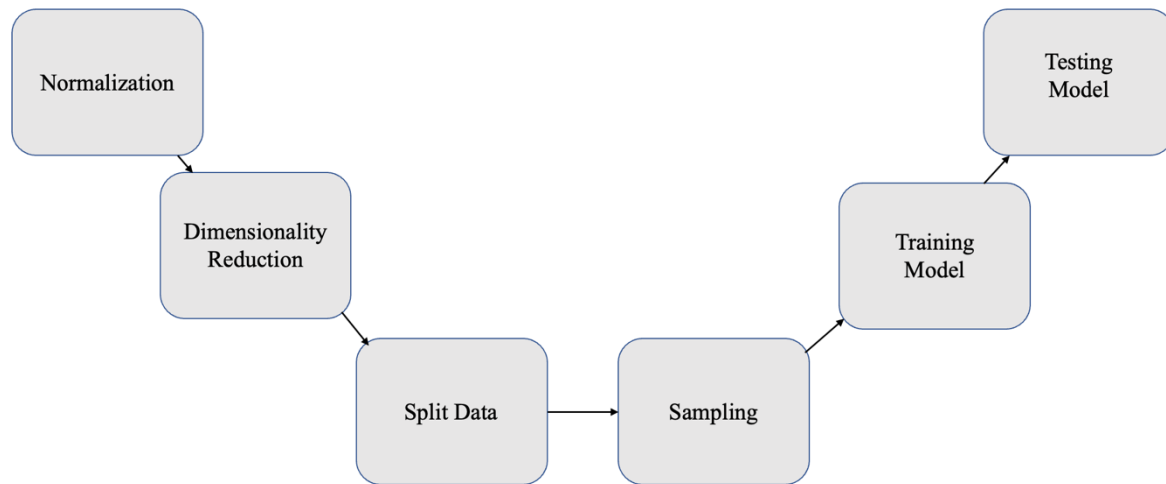 Normalization
Dimensionality
Reduction
Split Data
Sampling
Training
Model
Testing
Model